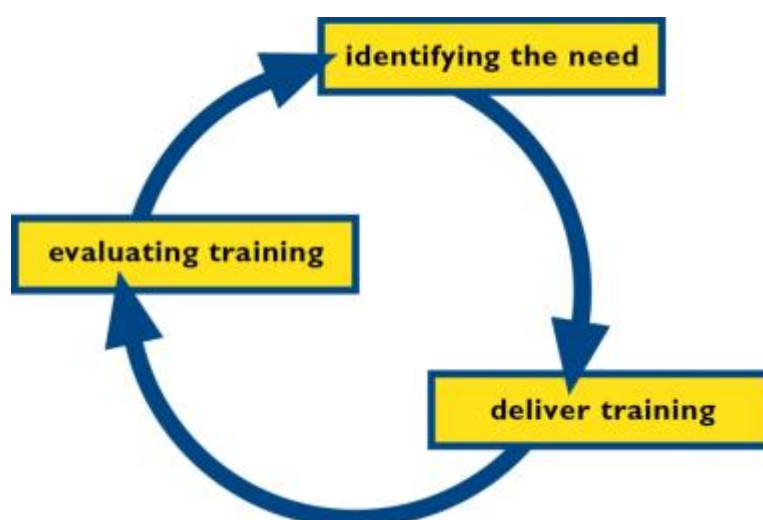 identifying the need
deliver training
evaluating training